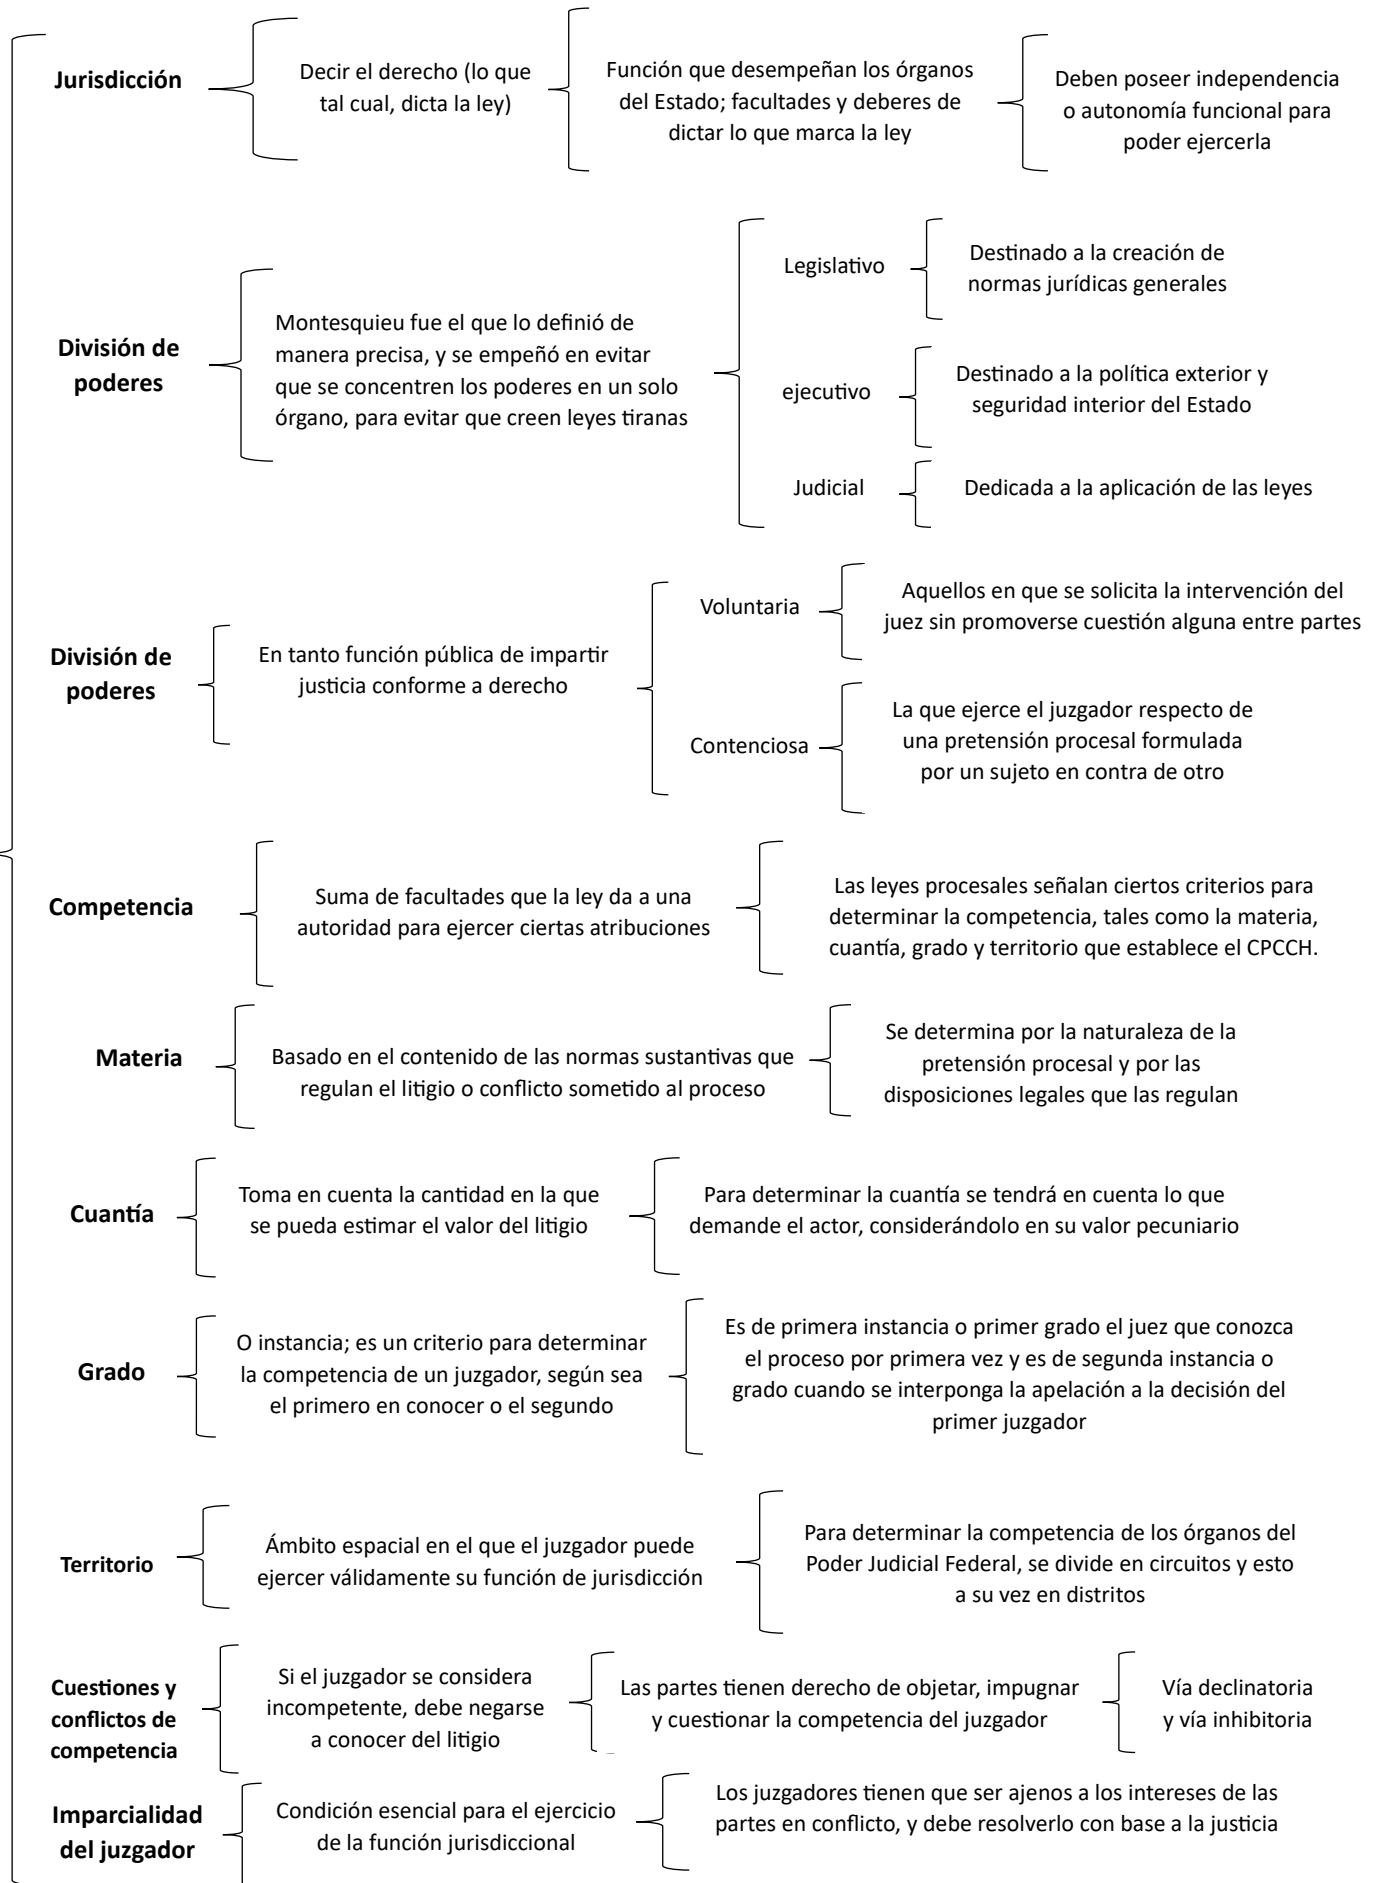 Jurisdicción
Decir el derecho (lo que
tal cual, dicta la ley)
Función que desempeñan los órganos
del Estado; facultades y deberes de
dictar lo que marca la ley
Deben poseer independencia
o autonomía funcional para
poder ejercerla
División de
poderes
Montesquieu fue el que lo definió de
manera precisa, y se empeñó en evitar
que se concentren los poderes en un solo
órgano, para evitar que creen leyes tiranas
Legislativo
Destinado a la creación de
normas jurídicas generales
ejecutivo
Destinado a la política exterior y
seguridad interior del Estado
Judicial
Dedicada a la aplicación de las leyes
División de
poderes
En tanto función pública de impartir
justicia conforme a derecho
Voluntaria
Aquellos en que se solicita la intervención del
juez sin promoverse cuestión alguna entre partes
Contenciosa
La que ejerce el juzgador respecto de
una pretensión procesal formulada
por un sujeto en contra de otro
Competencia
Suma de facultades que la ley da a una
autoridad para ejercer ciertas atribuciones
Las leyes procesales señalan ciertos criterios para
determinar la competencia, tales como la materia,
cuantía, grado y territorio que establece el CPCCH.
Materia
Basado en el contenido de las normas sustantivas que
regulan el litigio o conflicto sometido al proceso
Se determina por la naturaleza de la
pretensión procesal y por las
disposiciones legales que las regulan
Cuantía
Toma en cuenta la cantidad en la que
se pueda estimar el valor del litigio
Para determinar la cuantía se tendrá en cuenta lo que
demande el actor, considerándolo en su valor pecuniario
Grado
O instancia; es un criterio para determinar
la competencia de un juzgador, según sea
el primero en conocer o el segundo
Es de primera instancia o primer grado el juez que conozca
el proceso por primera vez y es de segunda instancia o
grado cuando se interponga la apelación a la decisión del
primer juzgador
Territorio
Ámbito espacial en el que el juzgador puede
ejercer válidamente su función de jurisdicción
Para determinar la competencia de los órganos del
Poder Judicial Federal, se divide en circuitos y esto
a su vez en distritos
Cuestiones y
conflictos de
competencia
Si el juzgador se considera
incompetente, debe negarse
a conocer del litigio
Las partes tienen derecho de objetar, impugnar
y cuestionar la competencia del juzgador
Vía declinatoria
y vía inhibitoria
Imparcialidad
del juzgador
Condición esencial para el ejercicio
de la función jurisdiccional
Los juzgadores tienen que ser ajenos a los intereses de las
partes en conflicto, y debe resolverlo con base a la justicia